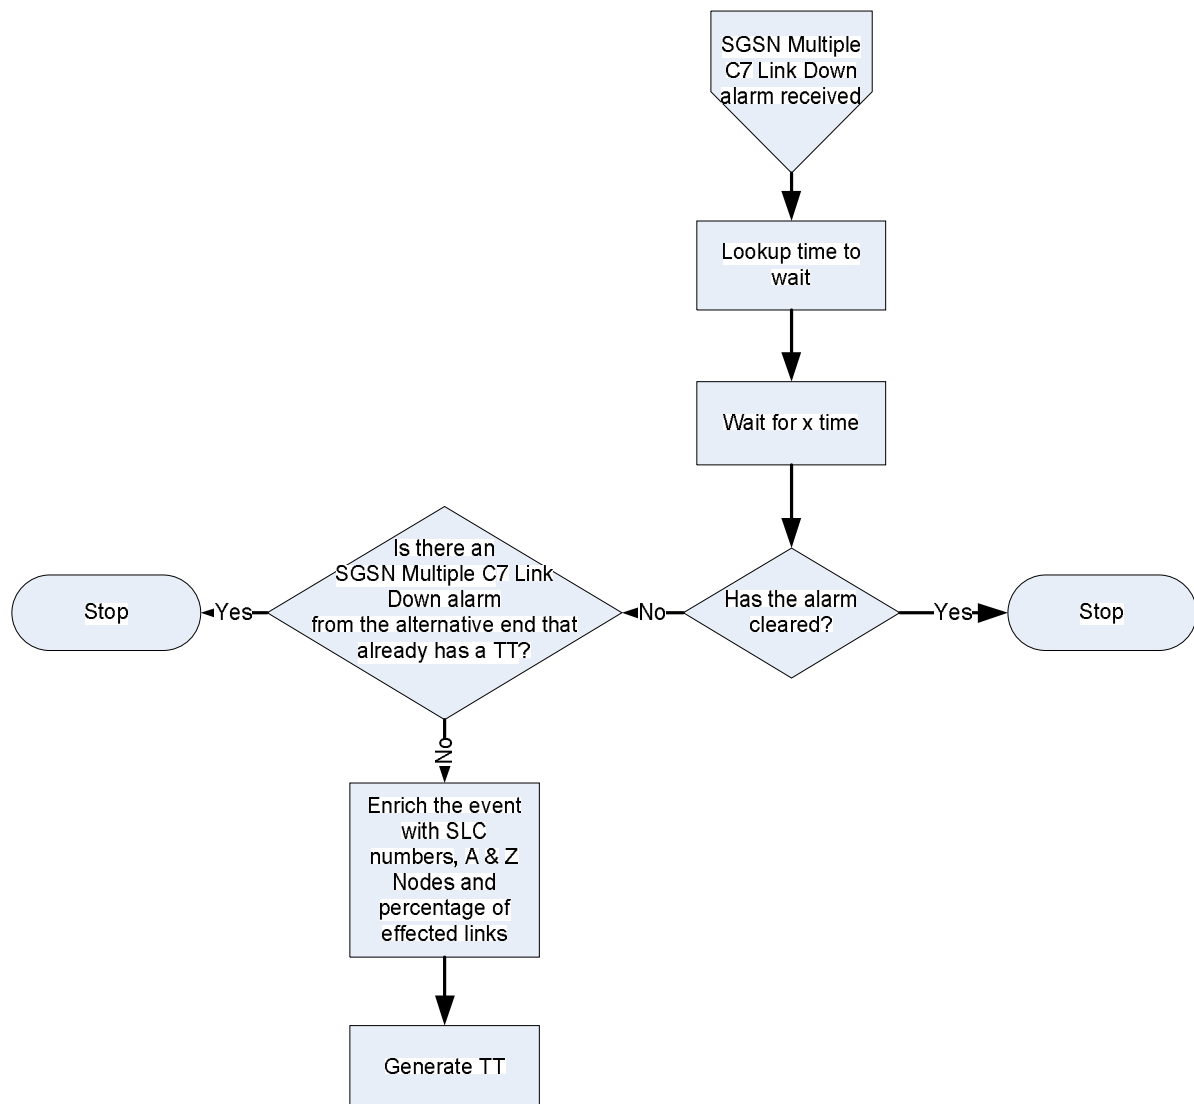 SGSN Multiple
C7 Link Down
alarm received
Lookup time to
wait
Wait for x time
Has the alarm
cleared?
Yes
Stop
No
Is there an
SGSN Multiple C7 Link
Down alarm
from the alternative end that
already has a TT?
Yes
Stop
No
Enrich the event
with SLC
numbers, A & Z
Nodes and
percentage of
effected links
Generate TT